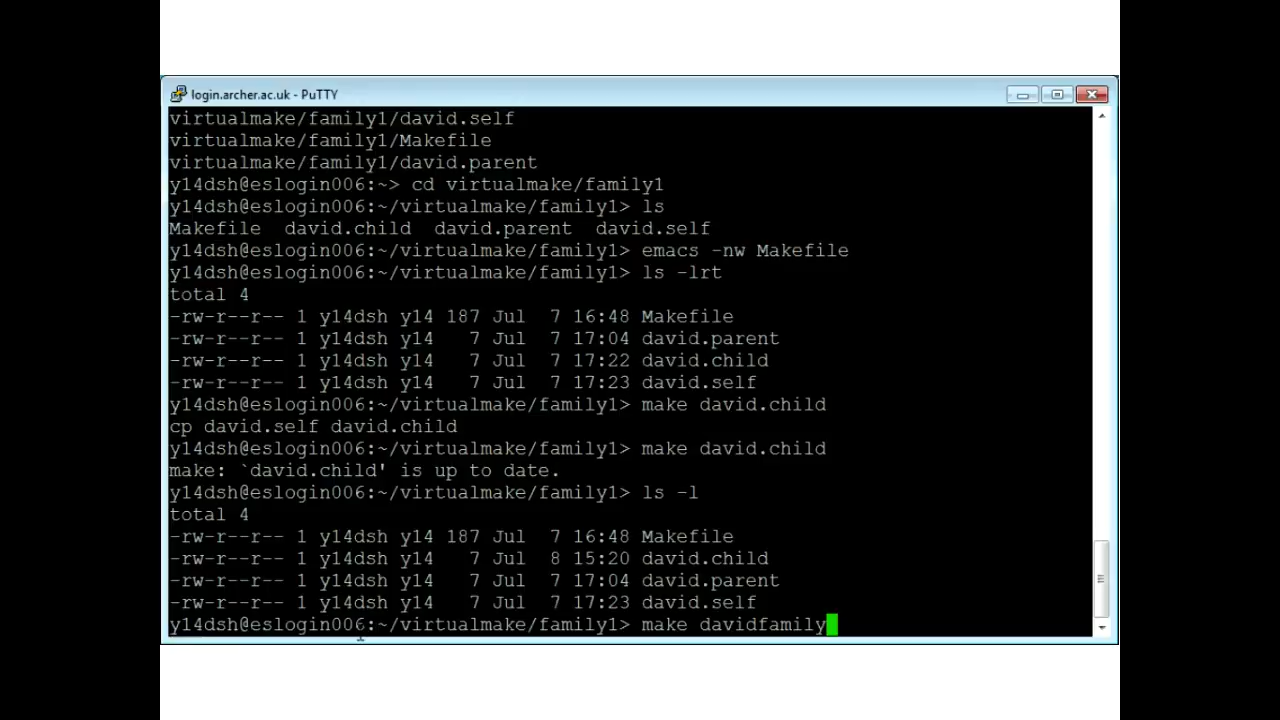 login.archer.ac.uk - PuTTY
virtualmake/family1/david.self
virtualmake/family1/Makefile
virtualmake/family1/david.parent
y14dsh@eslogin006:~> cd virtualmake/family1
y14dsh@eslogin006:~/virtualmake/family1> ls
Makefile  david.child  david.parent  david.self
y14dsh@eslogin006:~/virtualmake/family1> emacs -nw Makefile
y14dsh@eslogin006:~/virtualmake/family1> ls -lrt
total 4
-rw-r--r-- 1 y14dsh y14 187 Jul  7 16:48 Makefile
-rw-r--r-- 1 y14dsh y14   7 Jul  7 17:04 david.parent
-rw-r--r-- 1 y14dsh y14   7 Jul  7 17:22 david.child
-rw-r--r-- 1 y14dsh y14   7 Jul  7 17:23 david.self
y14dsh@eslogin006:~/virtualmake/family1> make david.child
cp david.self david.child
y14dsh@eslogin006:~/virtualmake/family1> make david.child
make: `david.child' is up to date.
y14dsh@eslogin006:~/virtualmake/family1> ls -l
total 4
-rw-r--r-- 1 y14dsh y14 187 Jul  7 16:48 Makefile
-rw-r--r-- 1 y14dsh y14   7 Jul  8 15:20 david.child
-rw-r--r-- 1 y14dsh y14   7 Jul  7 17:04 david.parent
-rw-r--r-- 1 y14dsh y14   7 Jul  7 17:23 david.self
y14dsh@eslogin006:~/virtualmake/family1> make davidfamily